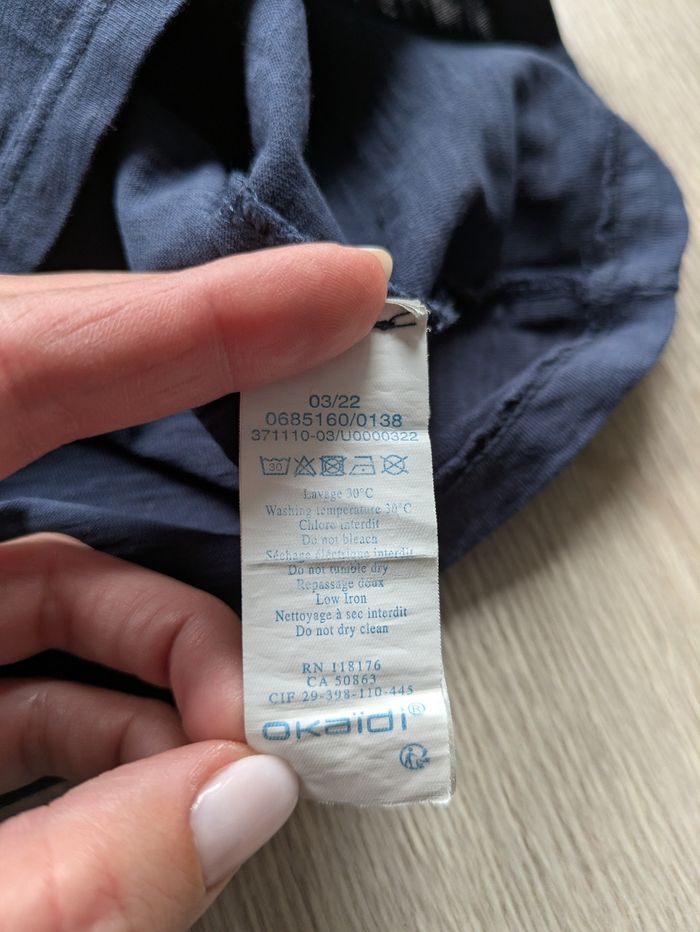 03/22
0685160/0138
371110-03/U0000322
30
Lavage 30°C
Washing temperature 30°C
Chlore interdit
Do not bleach
Séchage électrique interdit
Do not tumble dry
Repassage doux
Low Iron
Nettoyage à sec interdit
Do not dry clean
RN 118176
CA 50863
CIF 29-398-110-445
okaïdi®